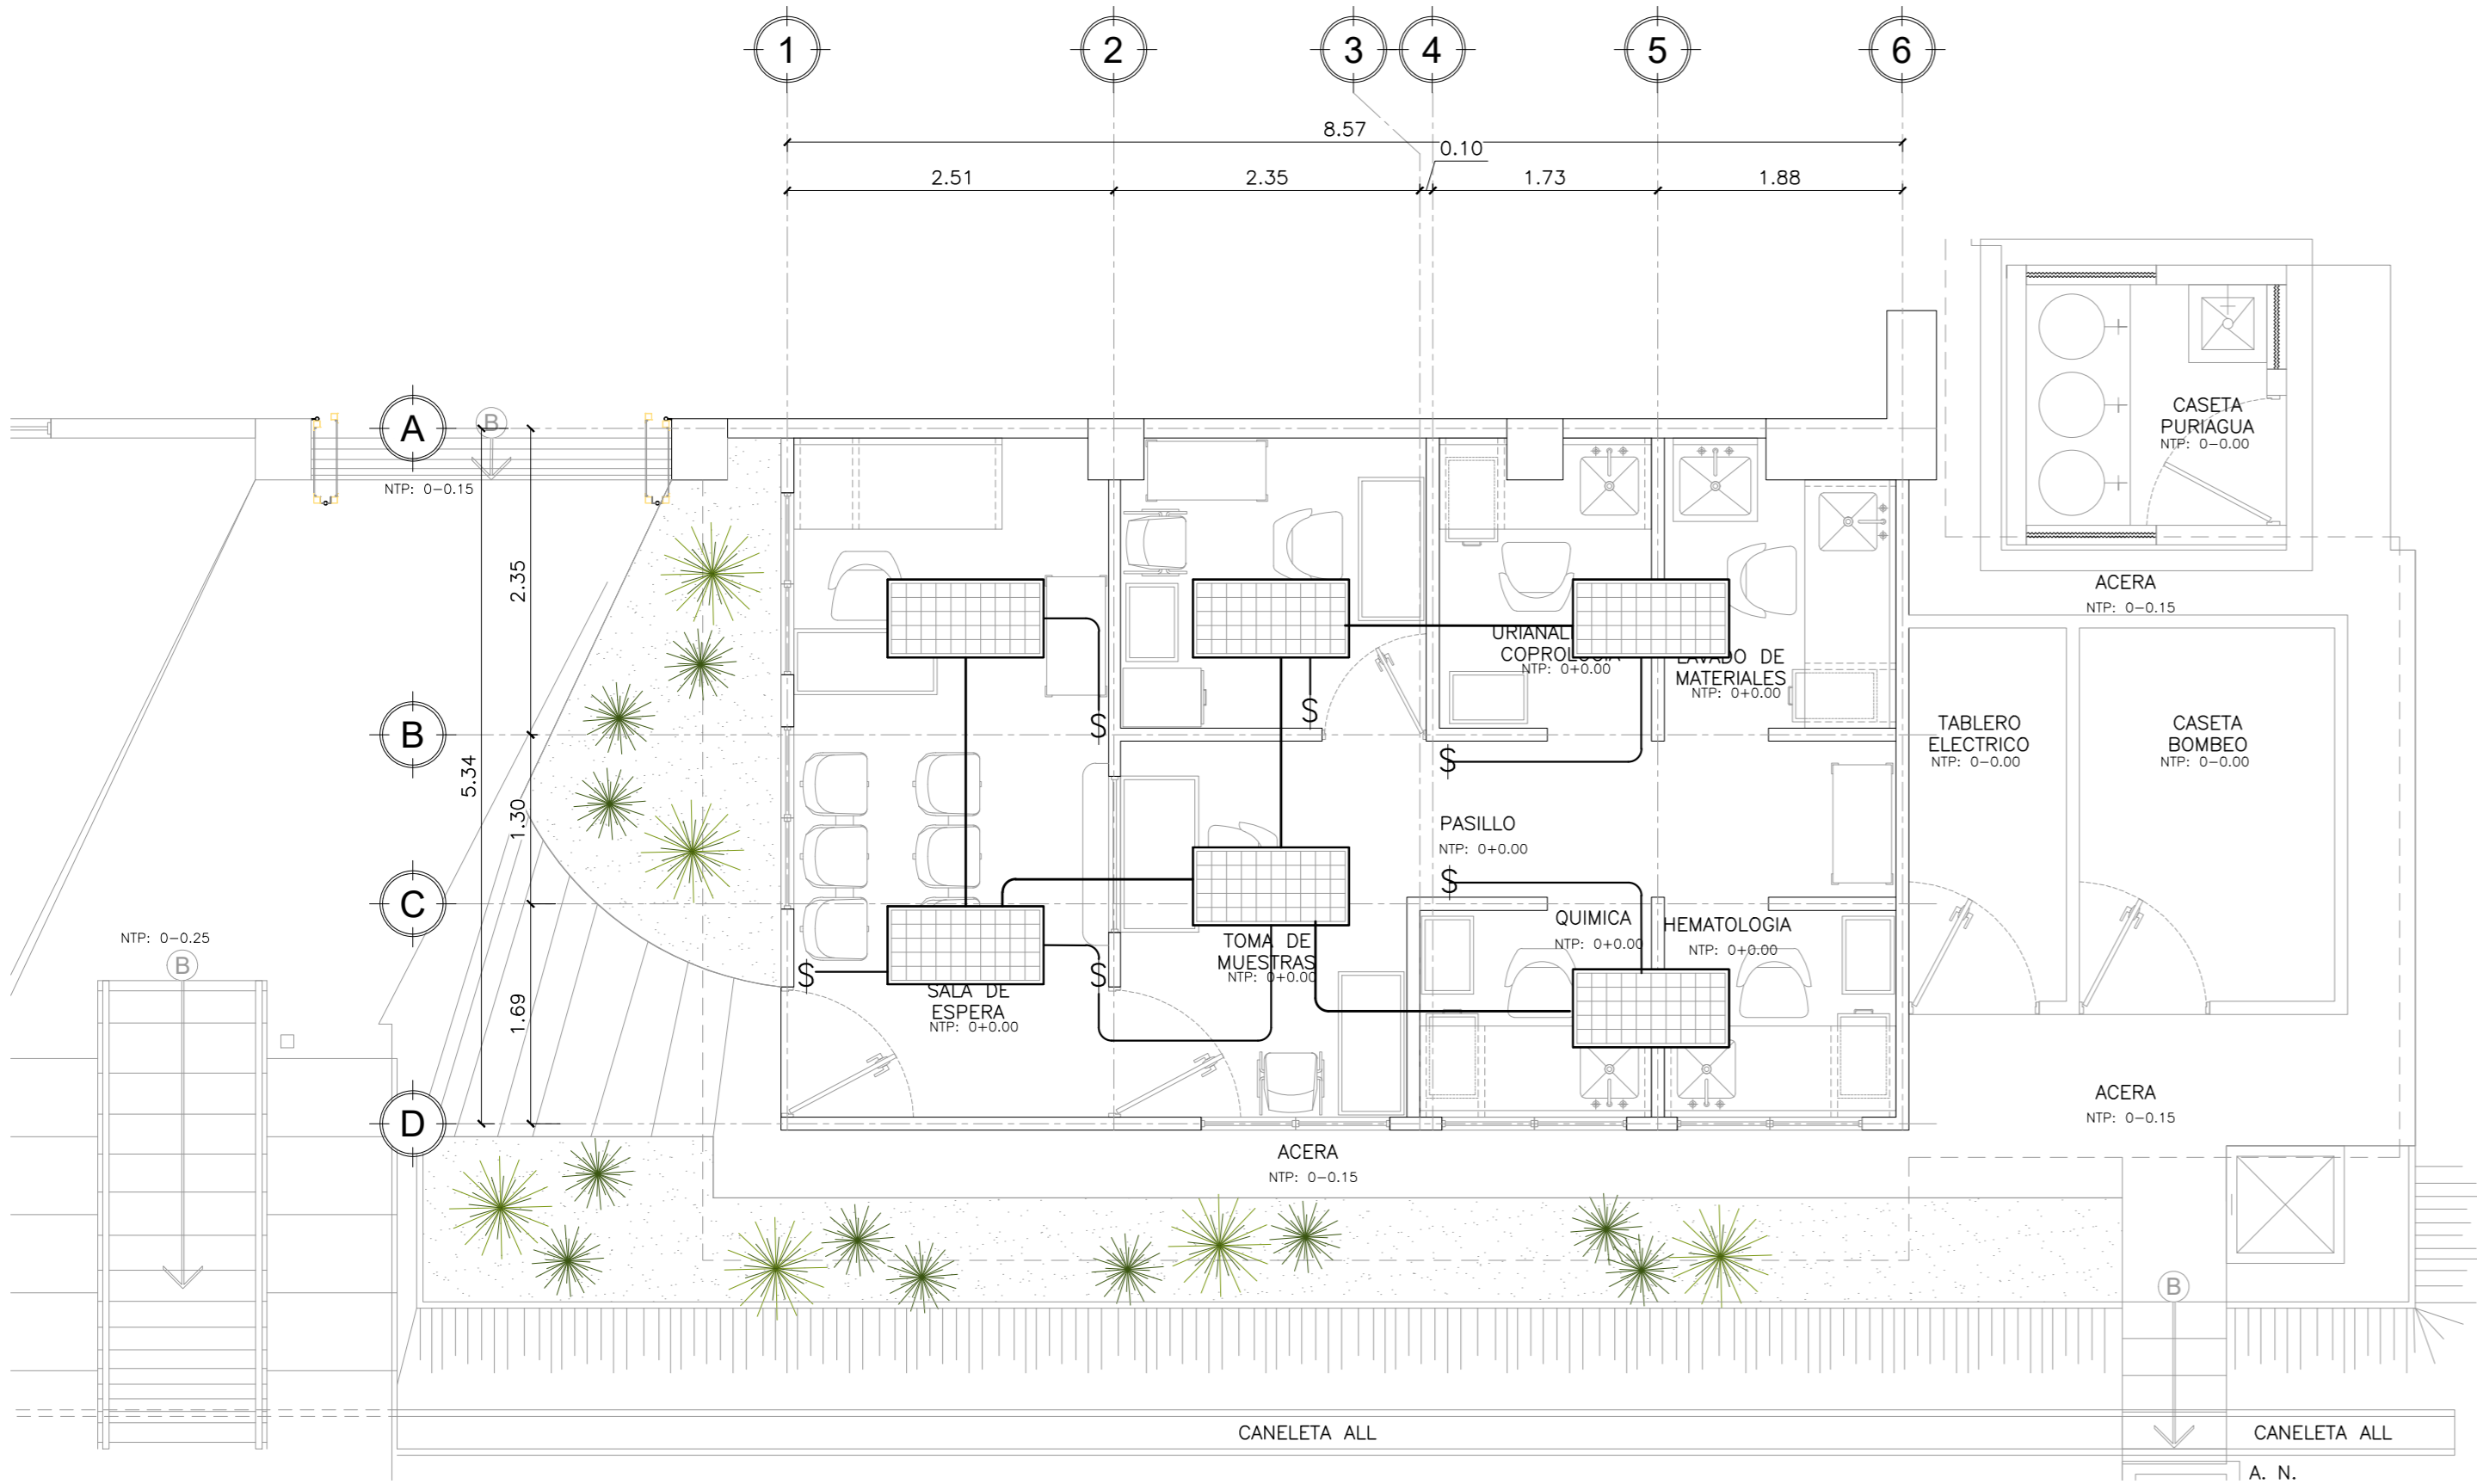 1
2
3
4
5
6
8.57
0.10
2.51
2.35
1.73
1.88
A
B
NTP: 0-0.15
CASETA
PURIAGUA
NTP: 0-0.00
2.35
ACERA
NTP: 0-0.15
COPROLOGIA
NTP: 0+0.00
LAVADO DE
MATERIALES
NTP: 0+0.00
B
$
$
$
TABLERO
ELECTRICO
NTP: 0-0.00
CASETA
BOMBEO
NTP: 0-0.00
5.34
1.30
PASILLO
NTP: 0+0.00
$
C
QUIMICA
NTP: 0+0.00
HEMATOLOGIA
NTP: 0+0.00
NTP: 0-0.25
B
TOMA DE
MUESTRAS
NTP: 0+0.00
$
$
SALA DE
ESPERA
NTP: 0+0.00
1.69
D
ACERA
NTP: 0-0.15
ACERA
NTP: 0-0.15
B
CANELETA ALL
CANELETA ALL
A. N.